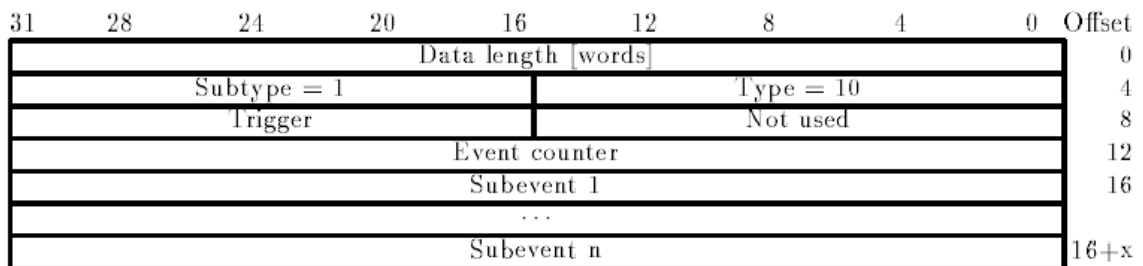 31 28 24 20 16 12 8 4 0 Offset
Data length [words] 0
Subtype = 1 Type = 10 4
Trigger Not used 8
Event counter 12
Subevent 1 16
...
Subevent n 16+x